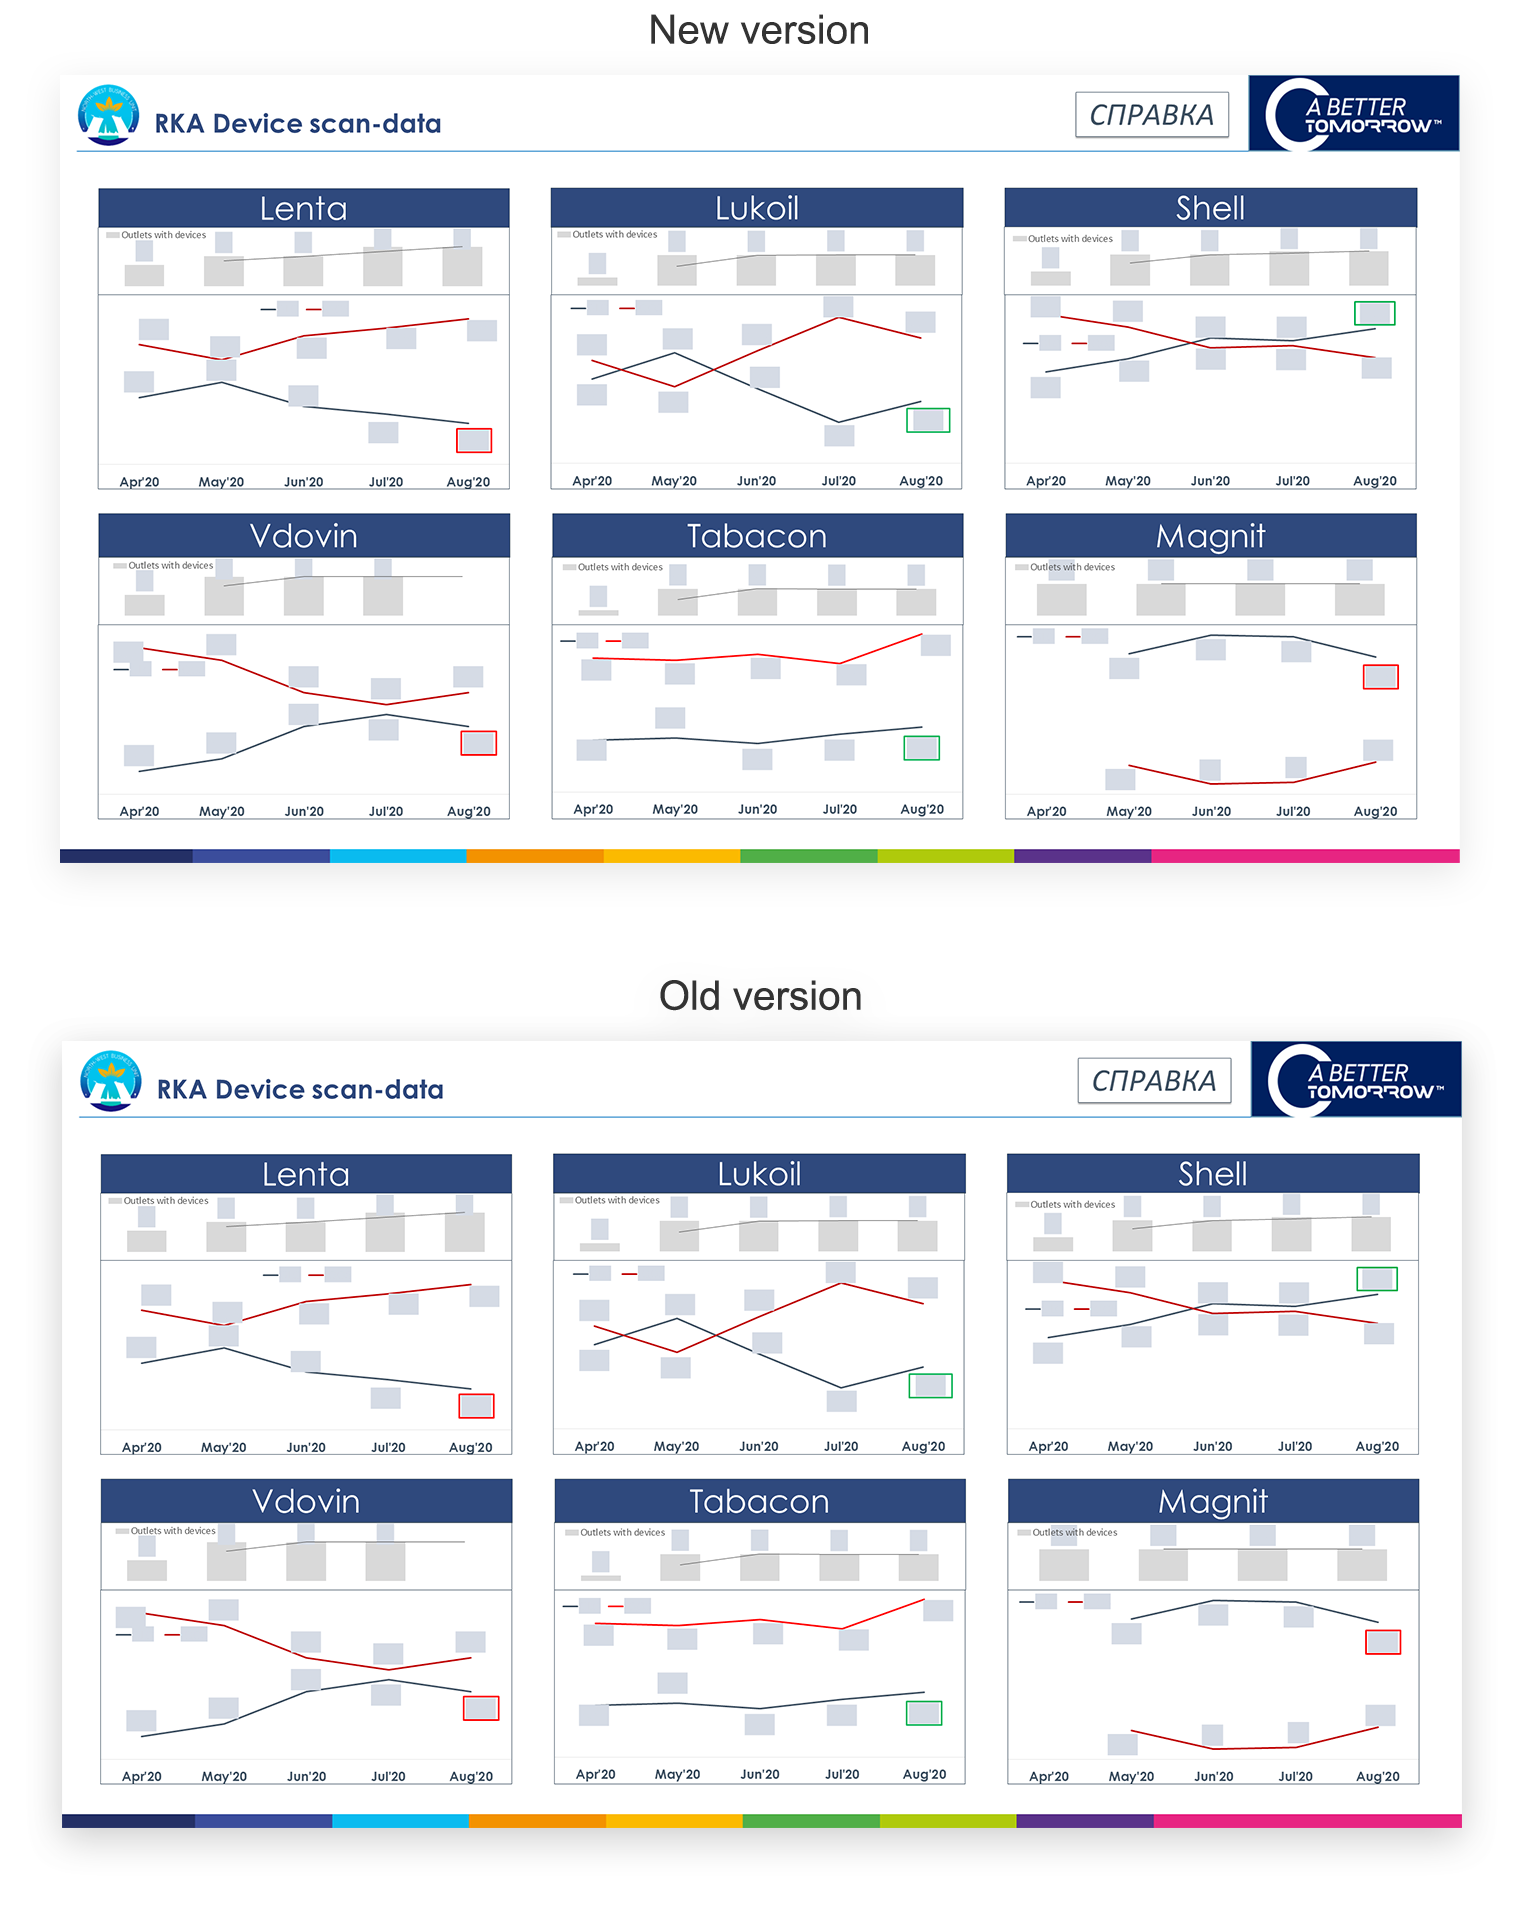 New version
NORTH-WEST BUSINESS UNIT
RKA Device scan-data
СПРАВКА
A BETTER
TOMORROW™
Lenta
Lukoil
Shell
Outlets with devices
Outlets with devices
Outlets with devices
Apr'20 May'20 Jun'20 Jul'20 Aug'20
Apr'20 May'20 Jun'20 Jul'20 Aug'20
Apr'20 May'20 Jun'20 Jul'20 Aug'20
Vdovin
Tabacon
Magnit
Outlets with devices
Outlets with devices
Outlets with devices
Apr'20 May'20 Jun'20 Jul'20 Aug'20
Apr'20 May'20 Jun'20 Jul'20 Aug'20
Apr'20 May'20 Jun'20 Jul'20 Aug'20
Old version
NORTH-WEST BUSINESS UNIT
RKA Device scan-data
СПРАВКА
A BETTER
TOMORROW™
Lenta
Lukoil
Shell
Outlets with devices
Outlets with devices
Outlets with devices
Apr'20 May'20 Jun'20 Jul'20 Aug'20
Apr'20 May'20 Jun'20 Jul'20 Aug'20
Apr'20 May'20 Jun'20 Jul'20 Aug'20
Vdovin
Tabacon
Magnit
Outlets with devices
Outlets with devices
Outlets with devices
Apr'20 May'20 Jun'20 Jul'20 Aug'20
Apr'20 May'20 Jun'20 Jul'20 Aug'20
Apr'20 May'20 Jun'20 Jul'20 Aug'20